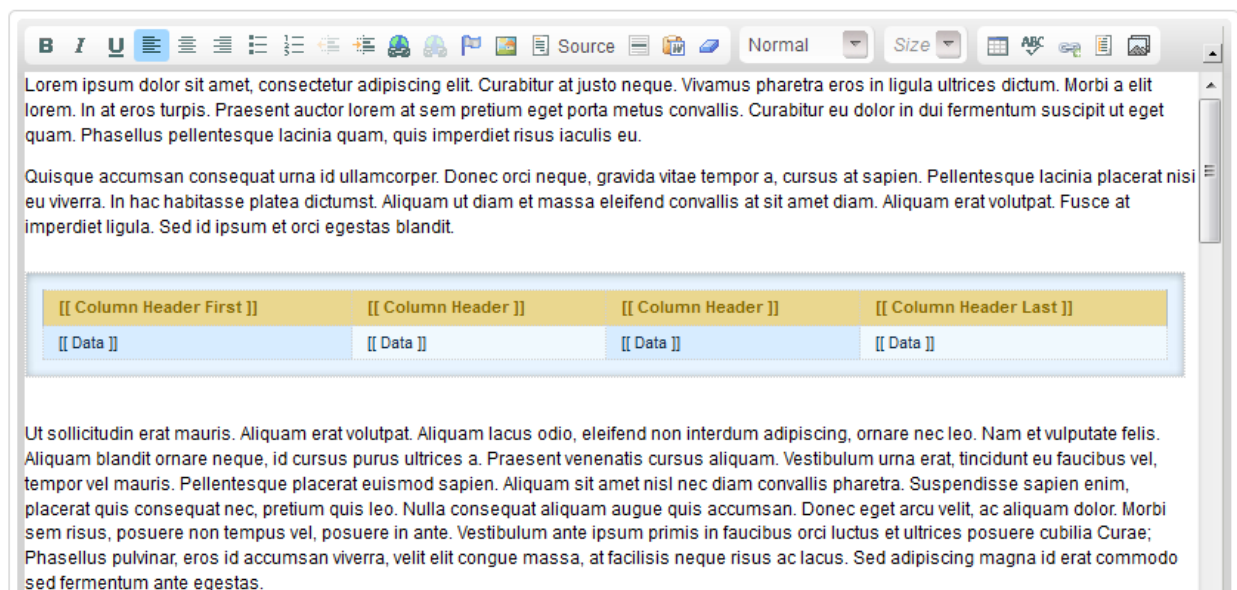 B I U Source Normal Size ABC
Lorem ipsum dolor sit amet, consectetur adipiscing elit. Curabitur at justo neque. Vivamus pharetra eros in ligula ultrices dictum. Morbi a elit
lorem. In at eros turpis. Praesent auctor lorem at sem pretium eget porta metus convallis. Curabitur eu dolor in dui fermentum suscipit ut eget
quam. Phasellus pellentesque lacinia quam, quis imperdiet risus iaculis eu.
Quisque accumsan consequat urna id ullamcorper. Donec orci neque, gravida vitae tempor a, cursus at sapien. Pellentesque lacinia placerat nisi
eu viverra. In hac habitasse platea dictumst. Aliquam ut diam et massa eleifend convallis at sit amet diam. Aliquam erat volutpat. Fusce at
imperdiet ligula. Sed id ipsum et orci egestas blandit.
[[ Column Header First ]] [[ Column Header ]] [[ Column Header ]] [[ Column Header Last ]]
[[ Data ]] [[ Data ]] [[ Data ]] [[ Data ]]
Ut sollicitudin erat mauris. Aliquam erat volutpat. Aliquam lacus odio, eleifend non interdum adipiscing, ornare nec leo. Nam et vulputate felis.
Aliquam blandit ornare neque, id cursus purus ultrices a. Praesent venenatis cursus aliquam. Vestibulum urna erat, tincidunt eu faucibus vel,
tempor vel mauris. Pellentesque placerat euismod sapien. Aliquam sit amet nisl nec diam convallis pharetra. Suspendisse sapien enim,
placerat quis consequat nec, pretium quis leo. Nulla consequat aliquam augue quis accumsan. Donec eget arcu velit, ac aliquam dolor. Morbi
sem risus, posuere non tempus vel, posuere in ante. Vestibulum ante ipsum primis in faucibus orci luctus et ultrices posuere cubilia Curae;
Phasellus pulvinar, eros id accumsan viverra, velit elit congue massa, at facilisis neque risus ac lacus. Sed adipiscing magna id erat commodo
sed fermentum ante egestas.